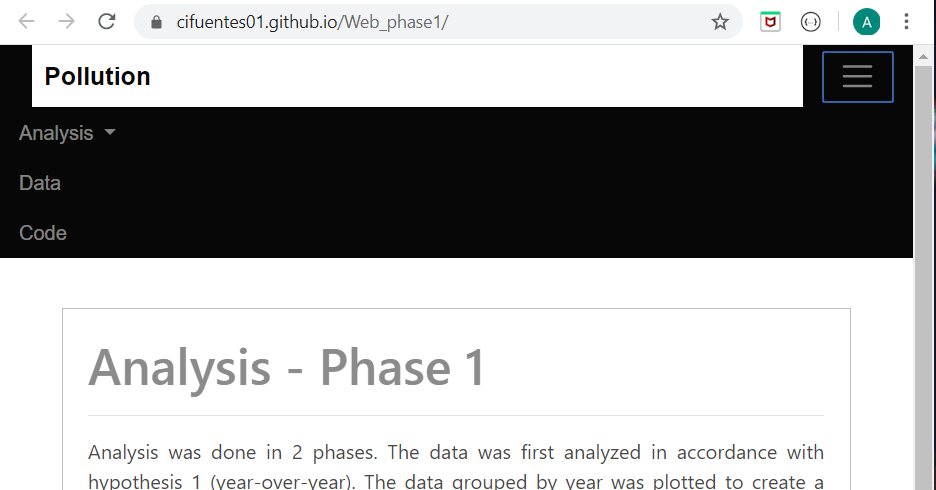 cifuentes01.github.io/Web_phase1/
A
Pollution
Analysis
Data
Code
Analysis - Phase 1
Analysis was done in 2 phases. The data was first analyzed in accordance with
hypothesis 1 (year-over-year). The data grouped by year was plotted to create a